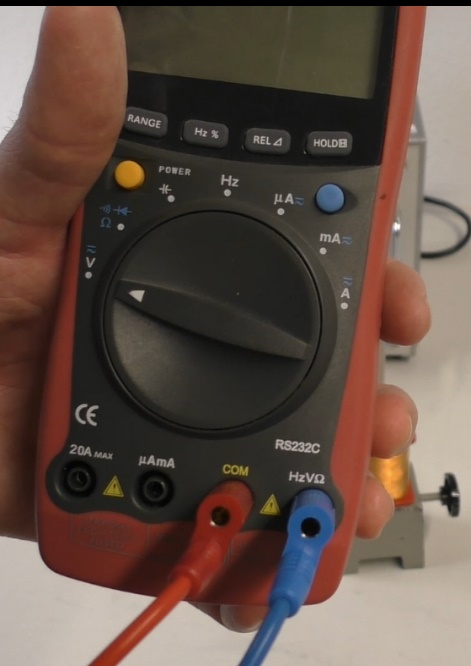 RANGE
Hz %
REL ⊿
HOLD H
POWER
Hz
µA
mA
A
Ω
V
CE
RS232C
20A MAX
µAmA
COM
HzVΩ